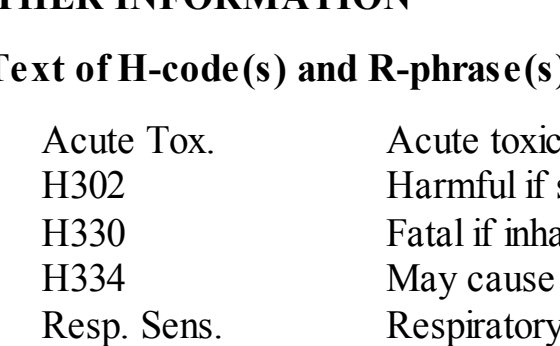 THER INFORMATION
Text of H-code(s) and R-phrase(s)
Acute Tox. Acute toxic
H302 Harmful if s
H330 Fatal if inha
H334 May cause
Resp. Sens. Respiratory